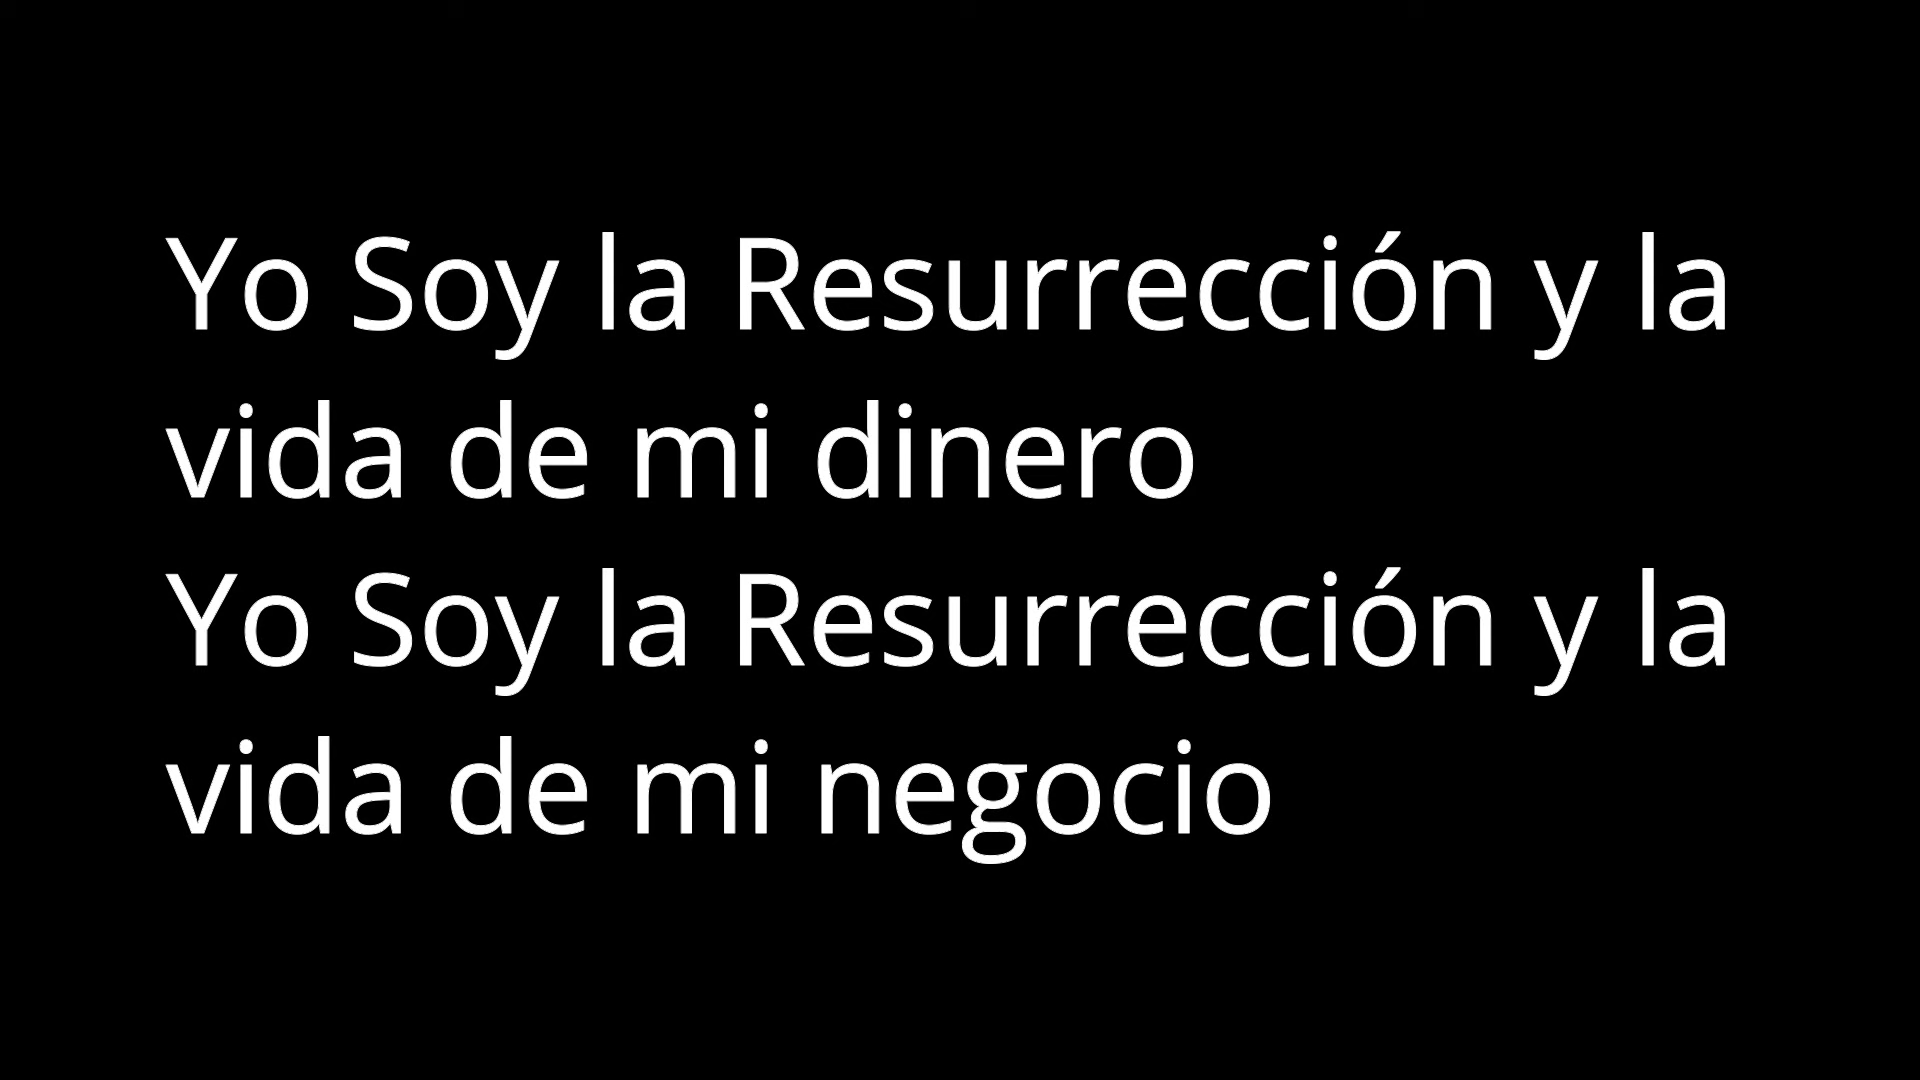 Yo Soy la Resurrección y la
vida de mi dinero
Yo Soy la Resurrección y la
vida de mi negocio